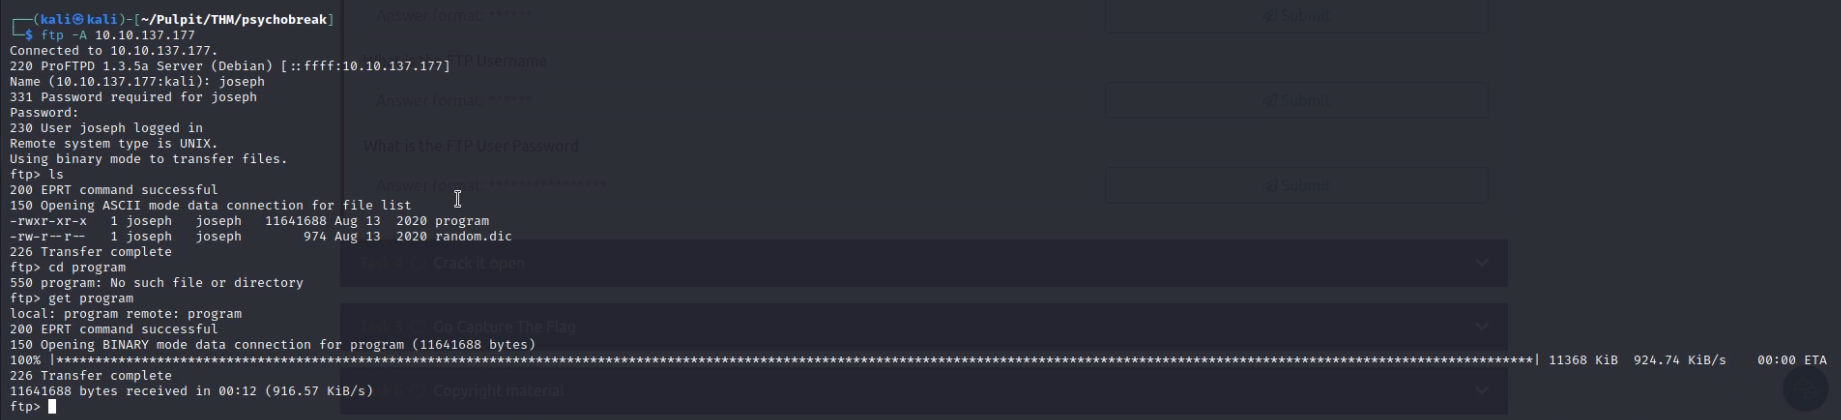 ┌──(kali㉿kali)-[~/Pulpit/THM/psychobreak]
└─$ ftp -A 10.10.137.177
Connected to 10.10.137.177.
220 ProFTPD 1.3.5a Server (Debian) [::ffff:10.10.137.177]
Name (10.10.137.177:kali): joseph
331 Password required for joseph
Password:
230 User joseph logged in
Remote system type is UNIX.
Using binary mode to transfer files.
ftp> ls
200 EPRT command successful
150 Opening ASCII mode data connection for file list
-rwxr-xr-x   1 joseph   joseph   11641688 Aug 13  2020 program
-rw-r--r--   1 joseph   joseph        974 Aug 13  2020 random.dic
226 Transfer complete
ftp> cd program
550 program: No such file or directory
ftp> get program
local: program remote: program
200 EPRT command successful
150 Opening BINARY mode data connection for program (11641688 bytes)
100% |***********************************************************************************************************************************************************************************************| 11368 KiB  924.74 KiB/s    00:00 ETA
226 Transfer complete
11641688 bytes received in 00:12 (916.57 KiB/s)
ftp>
Answer format: ******
Submit
FTP Username
Answer format: ******
Submit
What is the FTP User Password
Answer format: ****************
Submit
Crack it open
Go Capture The Flag
Copyright material